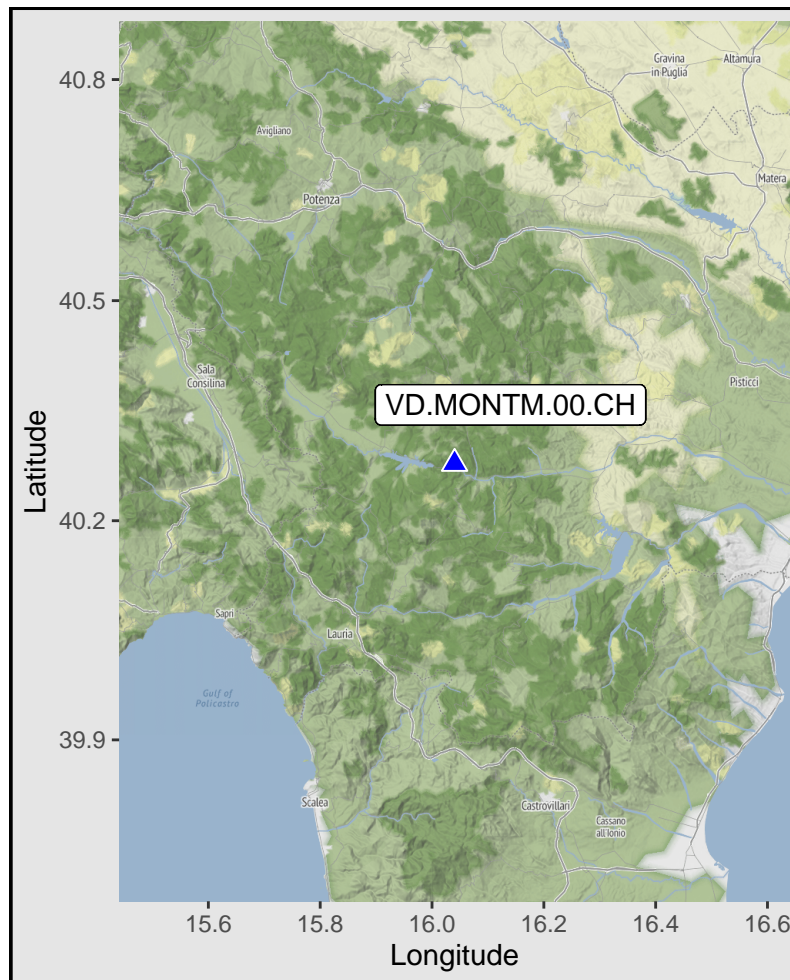 Latitude
40.8
40.5
40.2
39.9
Gravina
in Puglia
Altamura
Avigliano
Matera
Potenza
Sala
Consilina
Pisticci
VD.MONTM.00.CH
Sapri
Lauria
Gulf of
Policastro
Scalea
Castrovillari
Cassano
all'Ionio
15.6
15.8
16.0
16.2
16.4
16.6
Longitude